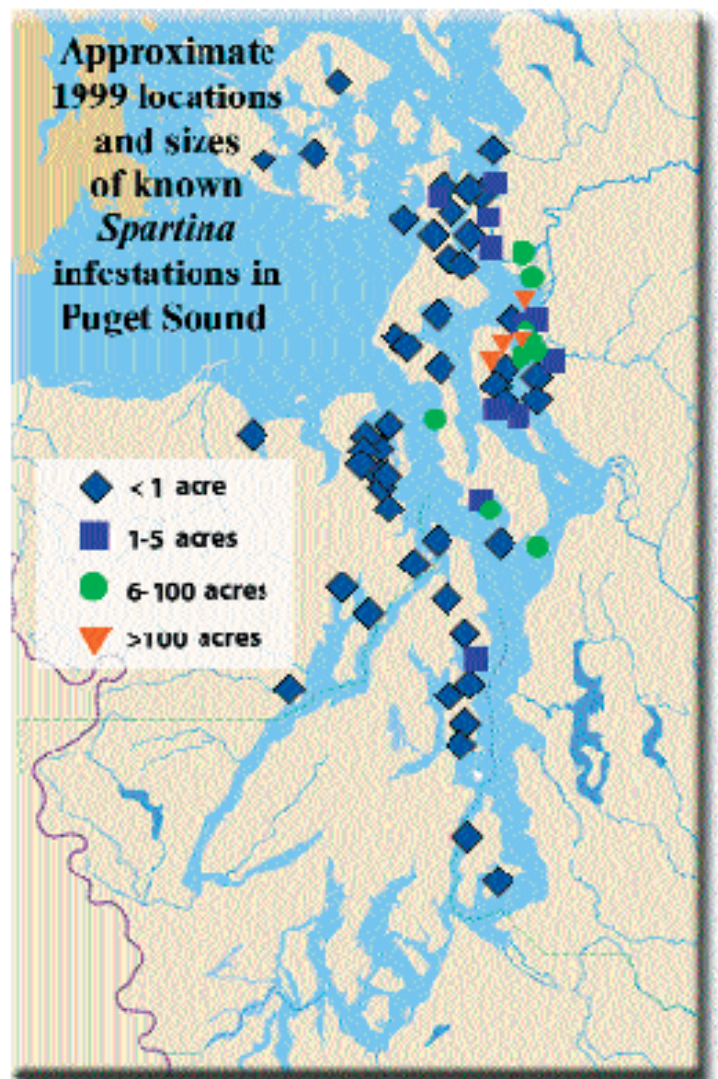 Approximate
1999 locations
and sizes
of known
Spartina
infestations in
Puget Sound
< 1 acre
1-5 acres
6-100 acres
>100 acres